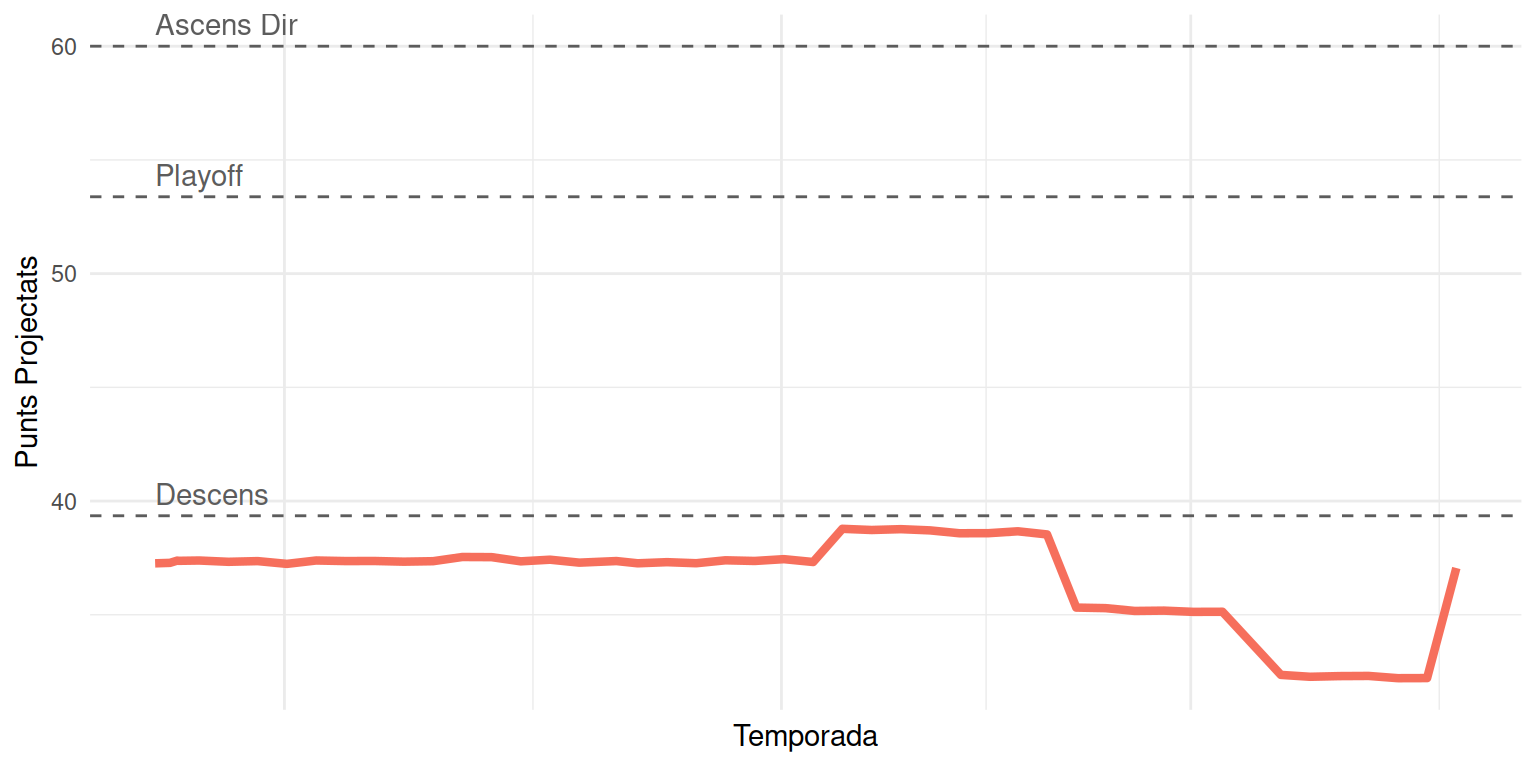 Ascens Dir
60
Playoff
50
Punts Projectats
Descens
40
Temporada